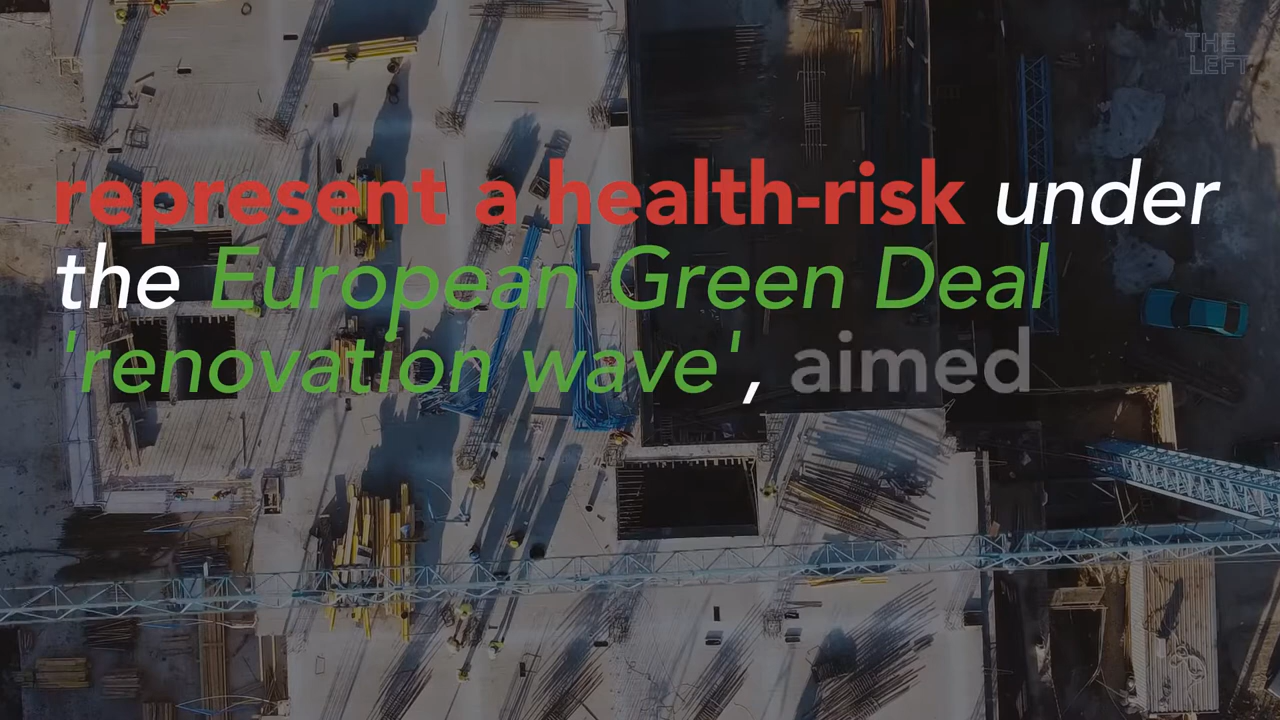 THE
LEFT
represent a health-risk under
the European Green Deal
'renovation wave', aimed